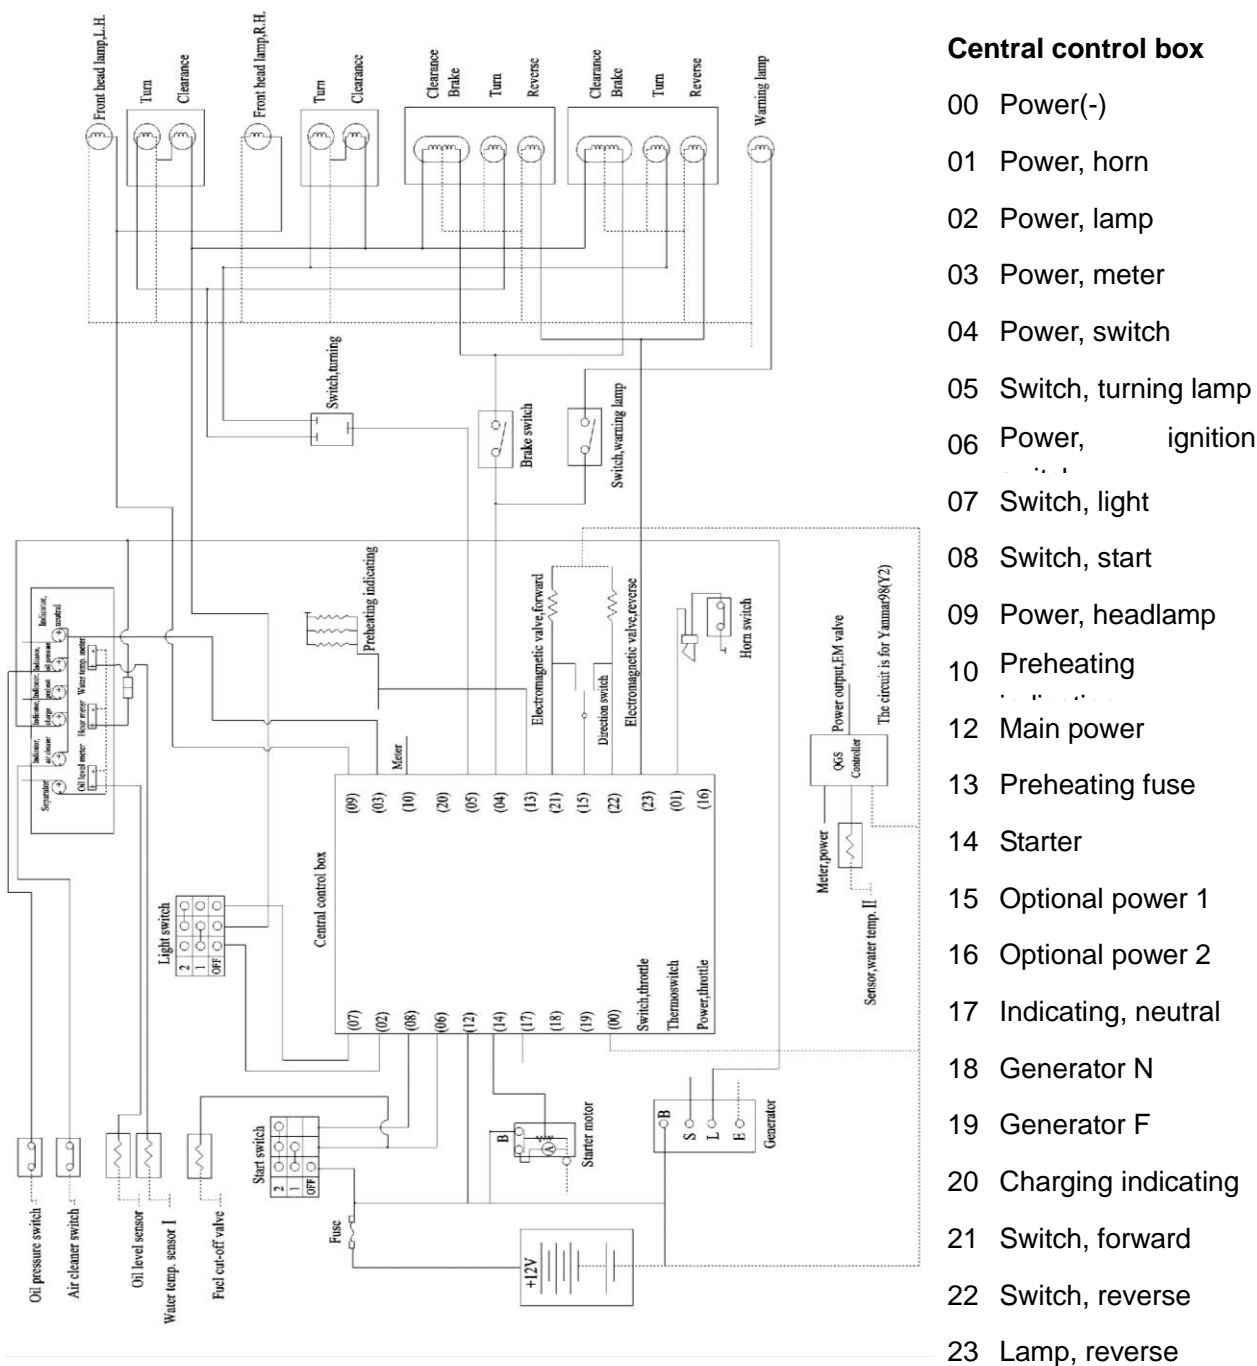 Front head lamp,L.H.
Turn
Clearance
Front head lamp,R.H.
Turn
Clearance
Clearance
Brake
Turn
Reverse
Clearance
Brake
Turn
Reverse
Warning lamp
Switch,turning
Brake switch
Switch,warning lamp
Indicator,
neutral
Indicator,
oil pressure
Indicator,
preheat
Indicator,
charge
Indicator,
air cleaner
Separator
Water temp. meter
Hour meter
Oil level meter
Preheating indicating
Electromagnetic valve,forward
Direction switch
Electromagnetic valve,reverse
Horn switch
The circuit is for Yanmar98(Y2)
Power output,EM valve
QGS
Controller
Meter,power
Sensor,water temp. II
Meter
(09)
(03)
(10)
(20)
(05)
(04)
(13)
(21)
(15)
(22)
(23)
(01)
(16)
Central control box
(07)
(02)
(08)
(06)
(12)
(14)
(17)
(18)
(19)
(00)
Switch,throttle
Thermoswitch
Power,throttle
Light switch
2
1
OFF
Start switch
2
1
OFF
Fuse
B
A
Starter motor
B
S
L
E
Generator
+12V
Oil pressure switch
Air cleaner switch
Oil level sensor
Water temp. sensor I
Fuel cut-off valve
Central control box
00 Power(-)
01 Power, horn
02 Power, lamp
03 Power, meter
04 Power, switch
05 Switch, turning lamp
06 Power, ignition
07 Switch, light
08 Switch, start
09 Power, headlamp
10 Preheating
12 Main power
13 Preheating fuse
14 Starter
15 Optional power 1
16 Optional power 2
17 Indicating, neutral
18 Generator N
19 Generator F
20 Charging indicating
21 Switch, forward
22 Switch, reverse
23 Lamp, reverse